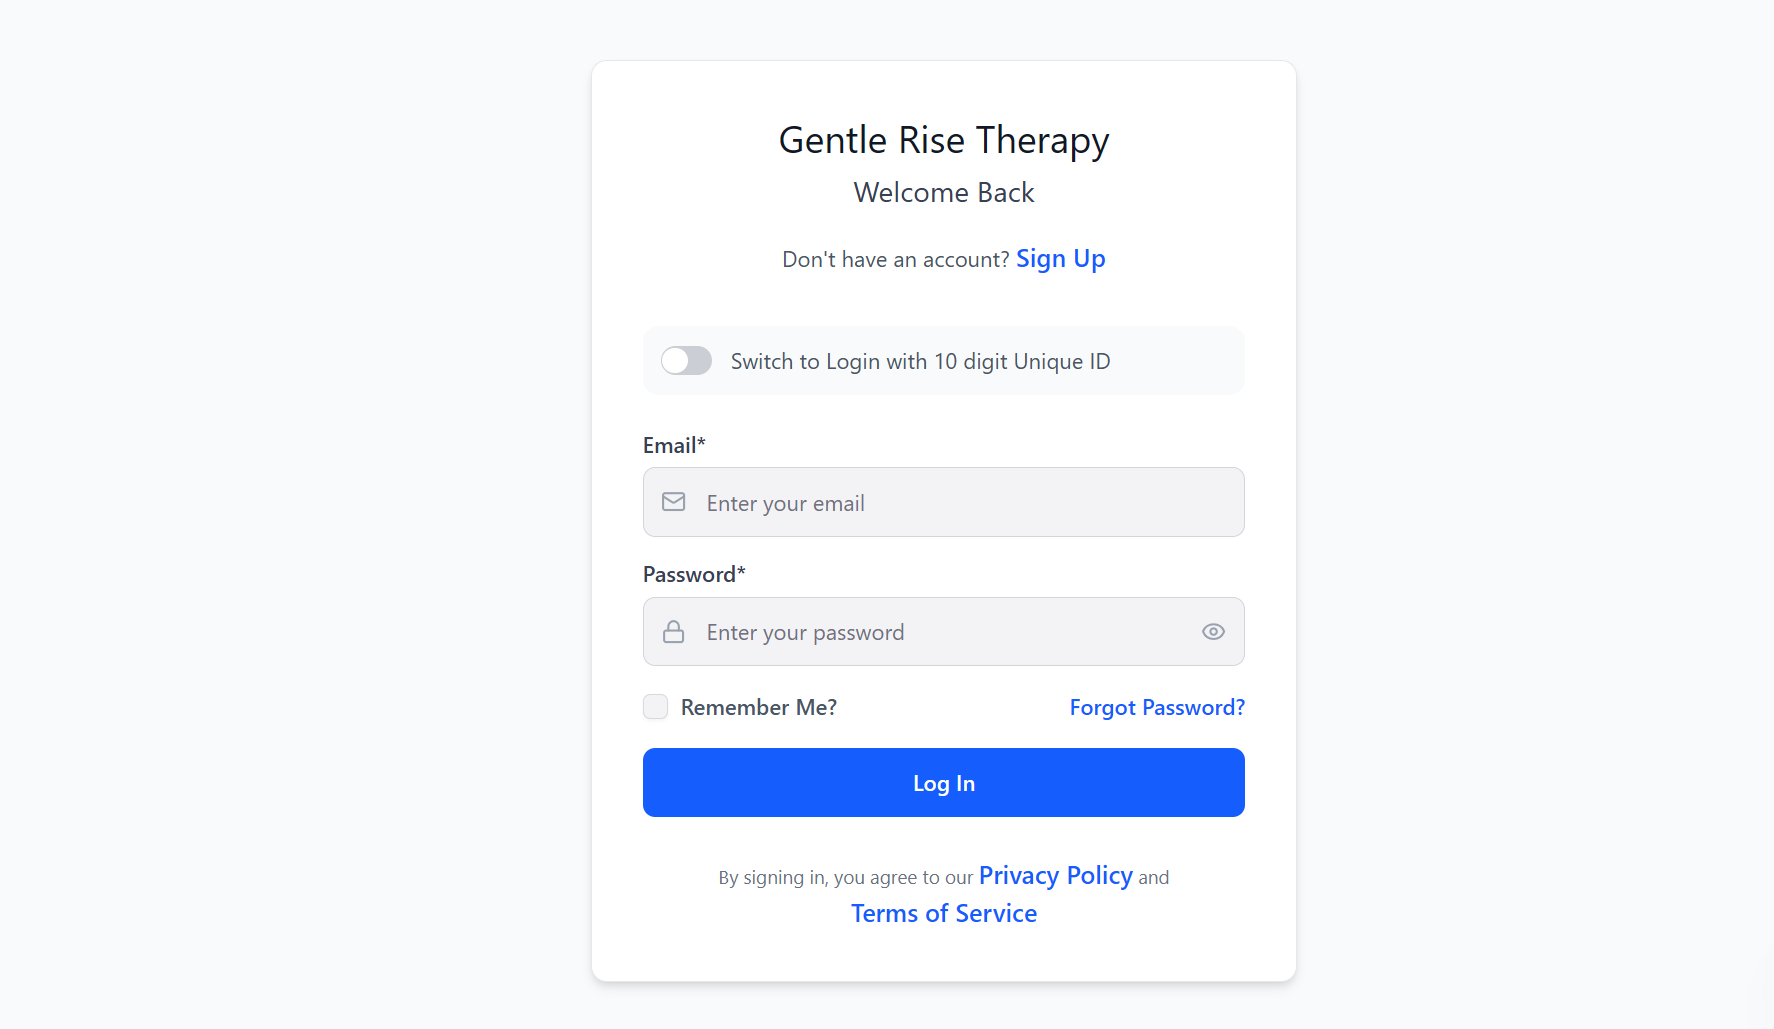 Gentle Rise Therapy
Welcome Back
Don't have an account? Sign Up
Switch to Login with 10 digit Unique ID
Email*
Enter your email
Password*
Enter your password
Remember Me? Forgot Password?
Log In
By signing in, you agree to our Privacy Policy and
Terms of Service